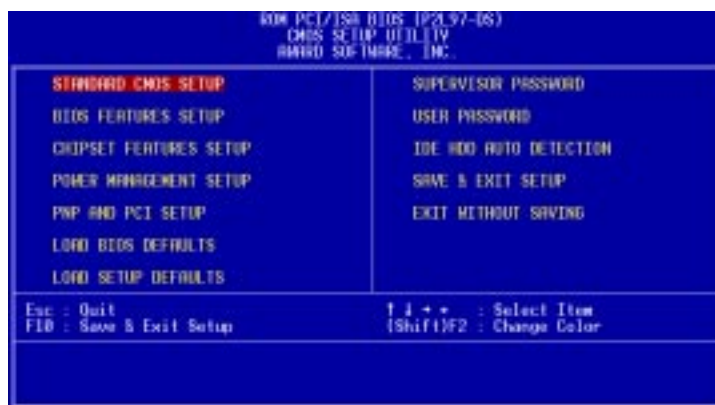 ROM PCI/ISA BIOS (P2L97-DS)
CMOS SETUP UTILITY
AWARD SOFTWARE, INC.
STANDARD CMOS SETUP
BIOS FEATURES SETUP
CHIPSET FEATURES SETUP
POWER MANAGEMENT SETUP
PNP AND PCI SETUP
LOAD BIOS DEFAULTS
LOAD SETUP DEFAULTS
SUPERVISOR PASSWORD
USER PASSWORD
IDE HDD AUTO DETECTION
SAVE & EXIT SETUP
EXIT WITHOUT SAVING
Esc : Quit
F10 : Save & Exit Setup
↑ ↓ → ← : Select Item
(Shift)F2 : Change Color